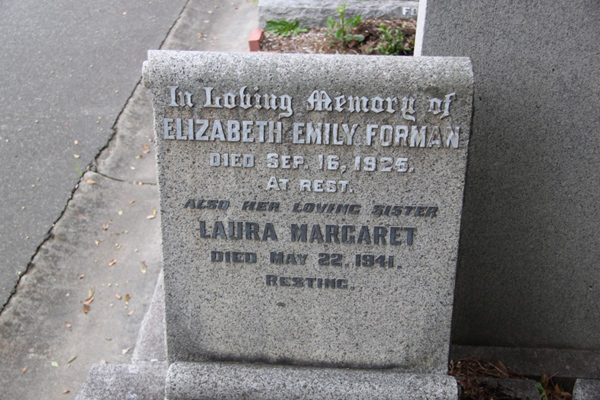 In Loving Memory of
ELIZABETH EMILY FORMAN
DIED SEP. 16, 1925.
AT REST.
ALSO HER LOVING SISTER
LAURA MARGARET
DIED MAY 22, 1941.
RESTING.